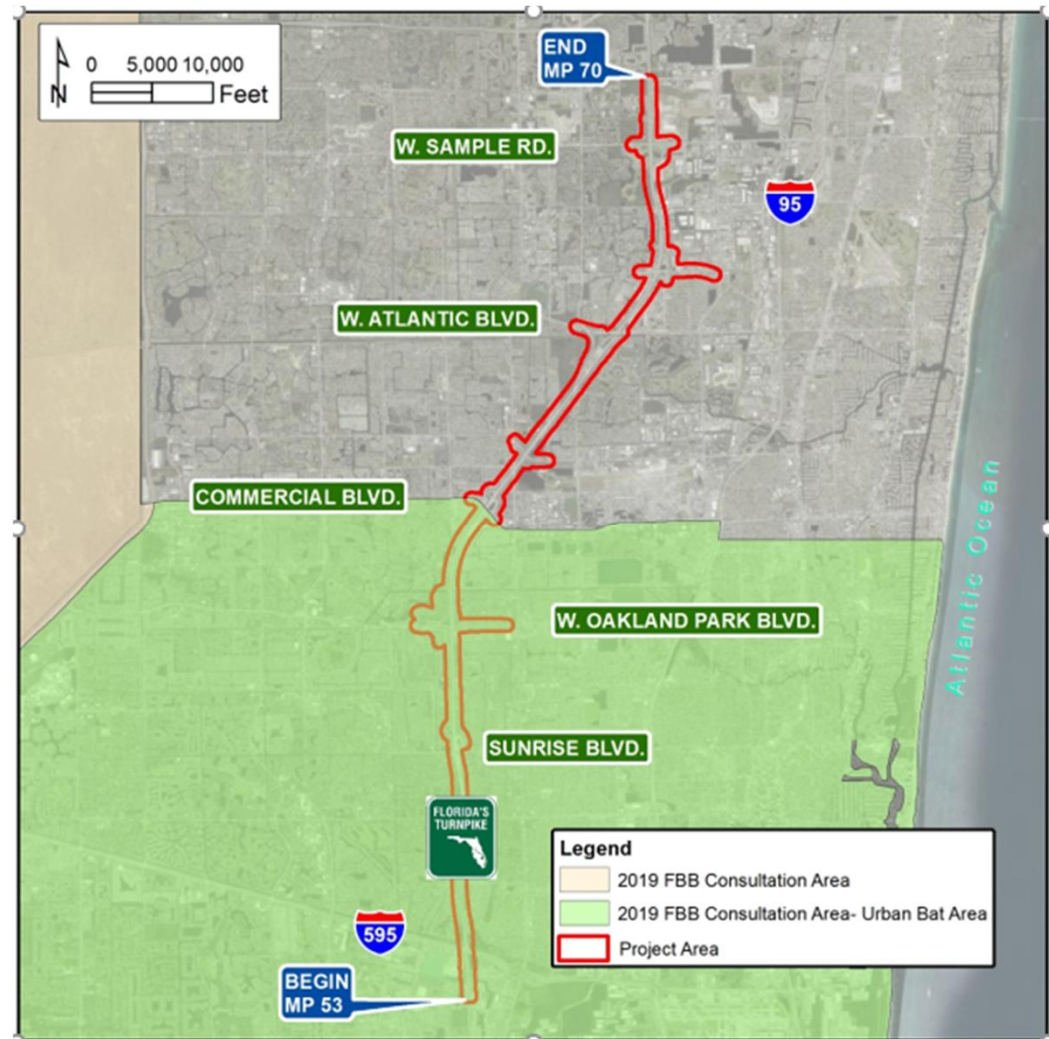 END
MP 70
0 5,000 10,000
Feet
N
W. SAMPLE RD.
95
W. ATLANTIC BLVD.
COMMERCIAL BLVD.
Atlantic Ocean
W. OAKLAND PARK BLVD.
SUNRISE BLVD.
FLORIDA'S
TURNPIKE
595
BEGIN
MP 53
Legend
2019 FBB Consultation Area
2019 FBB Consultation Area- Urban Bat Area
Project Area